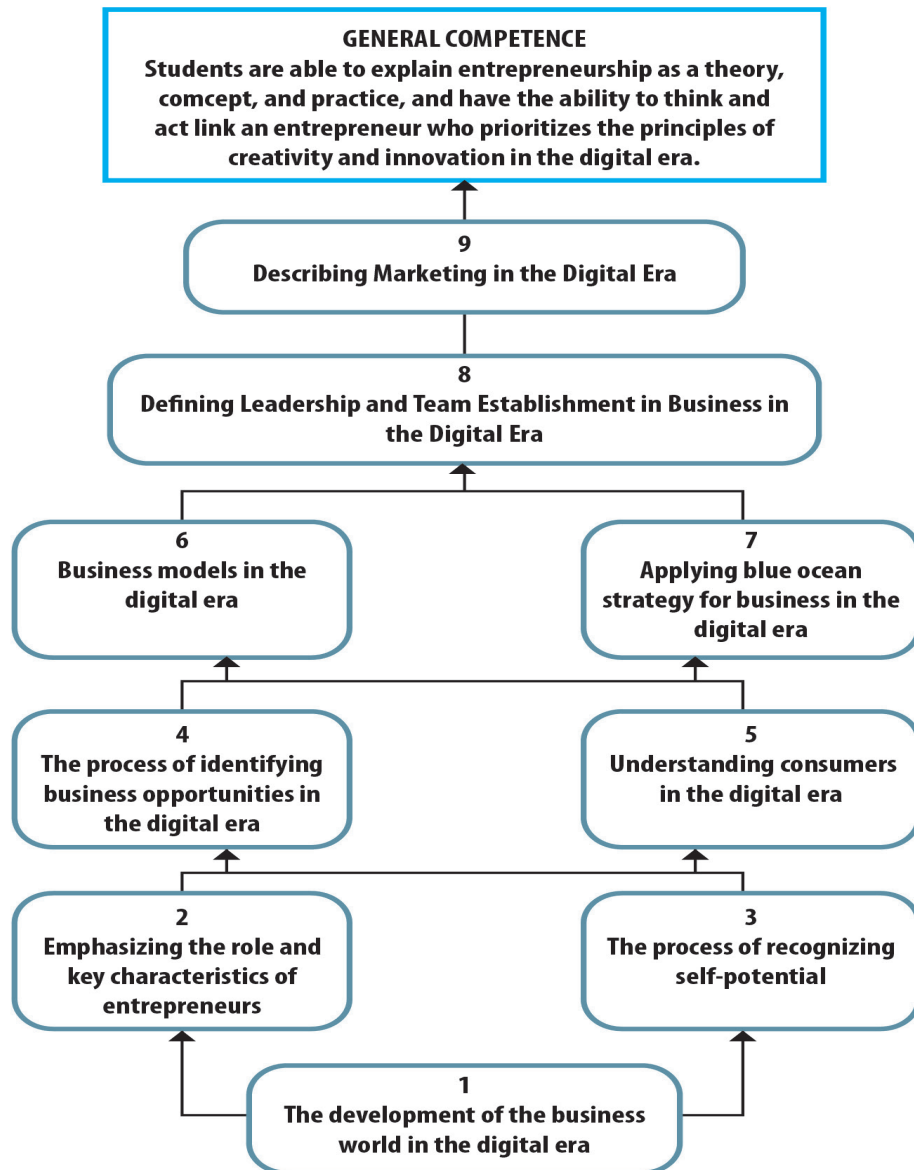 GENERAL COMPETENCE
Students are able to explain entrepreneurship as a theory,
comcept, and practice, and have the ability to think and
act link an entrepreneur who prioritizes the principles of
creativity and innovation in the digital era.
9
Describing Marketing in the Digital Era
8
Defining Leadership and Team Establishment in Business in
the Digital Era
6
Business models in the
digital era
7
Applying blue ocean
strategy for business in the
digital era
4
The process of identifying
business opportunities in
the digital era
5
Understanding consumers
in the digital era
2
Emphasizing the role and
key characteristics of
entrepreneurs
3
The process of recognizing
self-potential
1
The development of the business
world in the digital era